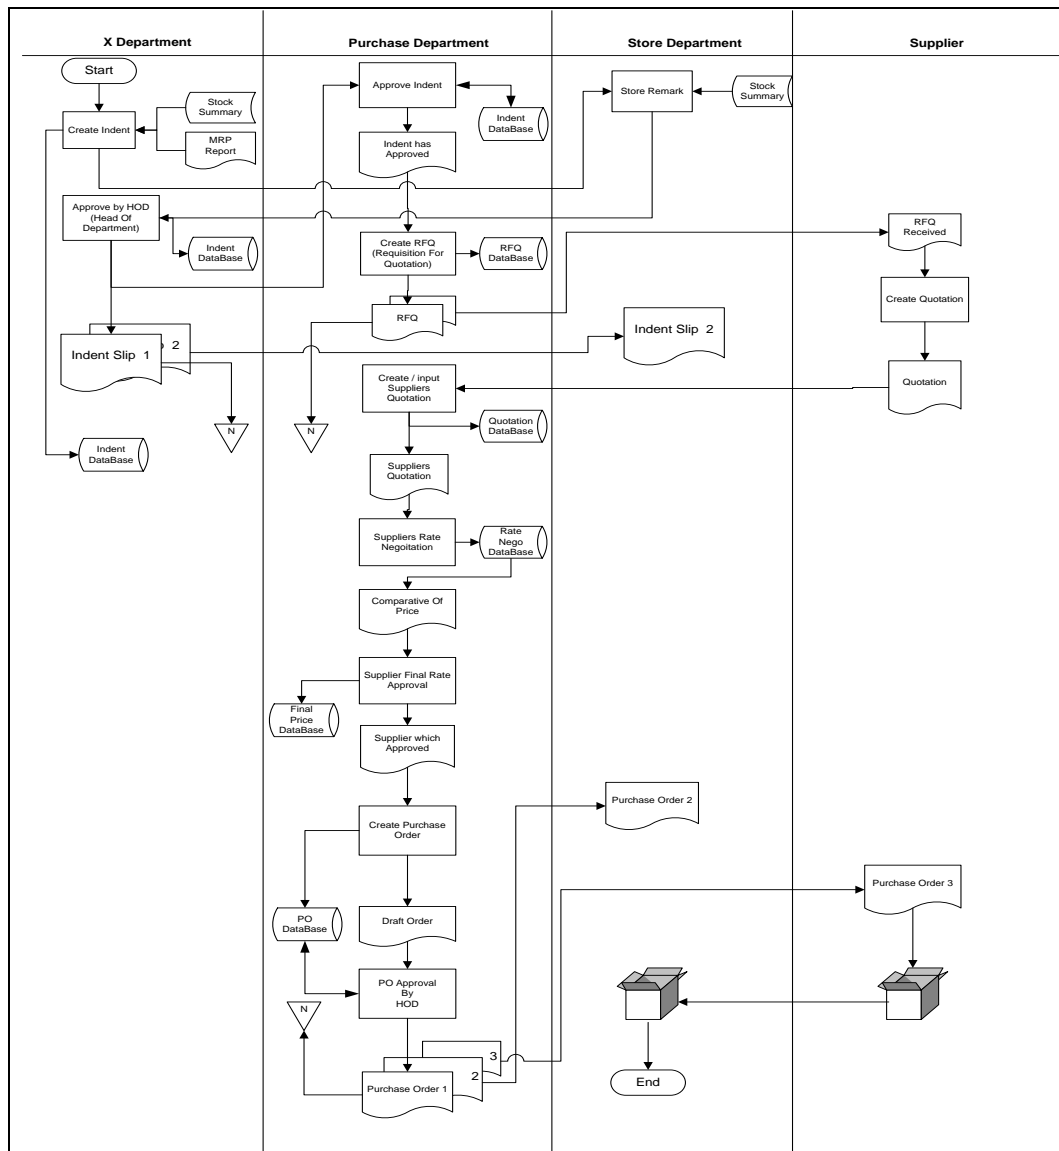 X Department
Purchase Department
Store Department
Supplier
Start
Create Indent
Stock
Summary
MRP
Report
Approve by HOD
(Head Of
Department)
Indent
DataBase
Indent Slip 1
2
N
Indent
DataBase
Approve Indent
Indent
DataBase
Indent has
Approved
Create RFQ
(Requisition For
Quotation)
RFQ
DataBase
RFQ
N
Create / input
Suppliers
Quotation
Quotation
DataBase
Suppliers
Quotation
Suppliers Rate
Negoitation
Rate
Nego
DataBase
Comparative Of
Price
Supplier Final Rate
Approval
Final
Price
DataBase
Supplier which
Approved
Create Purchase
Order
PO
DataBase
Draft Order
PO Approval
By
HOD
N
Purchase Order 1
2
3
Store Remark
Stock
Summary
Indent Slip 2
Purchase Order 2
End
RFQ
Received
Create Quotation
Quotation
Purchase Order 3